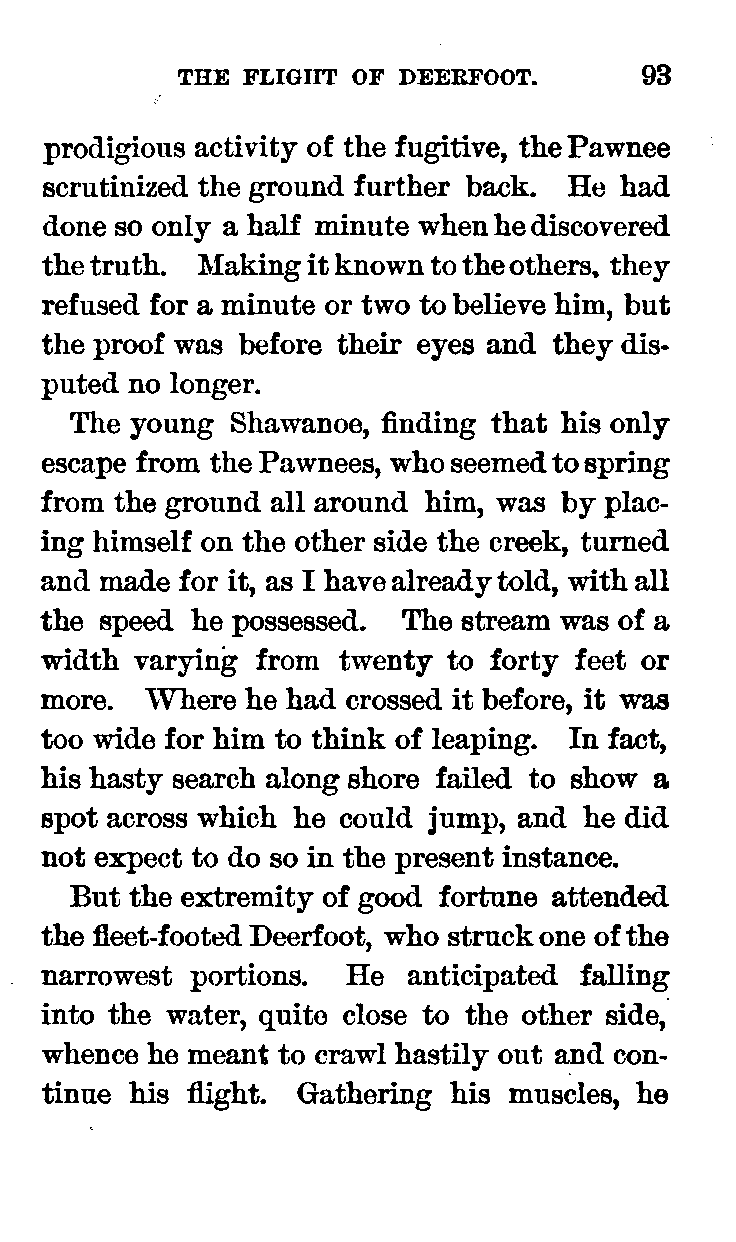 THE FLIGHT OF DEERFOOT. 93
prodigious activity of the fugitive, the Pawnee
scrutinized the ground further back. He had
done so only a half minute when he discovered
the truth. Making it known to the others, they
refused for a minute or two to believe him, but
the proof was before their eyes and they dis-
puted no longer.
The young Shawanoe, finding that his only
escape from the Pawnees, who seemed to spring
from the ground all around him, was by plac-
ing himself on the other side the creek, turned
and made for it, as I have already told, with all
the speed he possessed. The stream was of a
width varying from twenty to forty feet or
more. Where he had crossed it before, it was
too wide for him to think of leaping. In fact,
his hasty search along shore failed to show a
spot across which he could jump, and he did
not expect to do so in the present instance.
But the extremity of good fortune attended
the fleet-footed Deerfoot, who struck one of the
narrowest portions. He anticipated falling
into the water, quite close to the other side,
whence he meant to crawl hastily out and con-
tinue his flight. Gathering his muscles, he